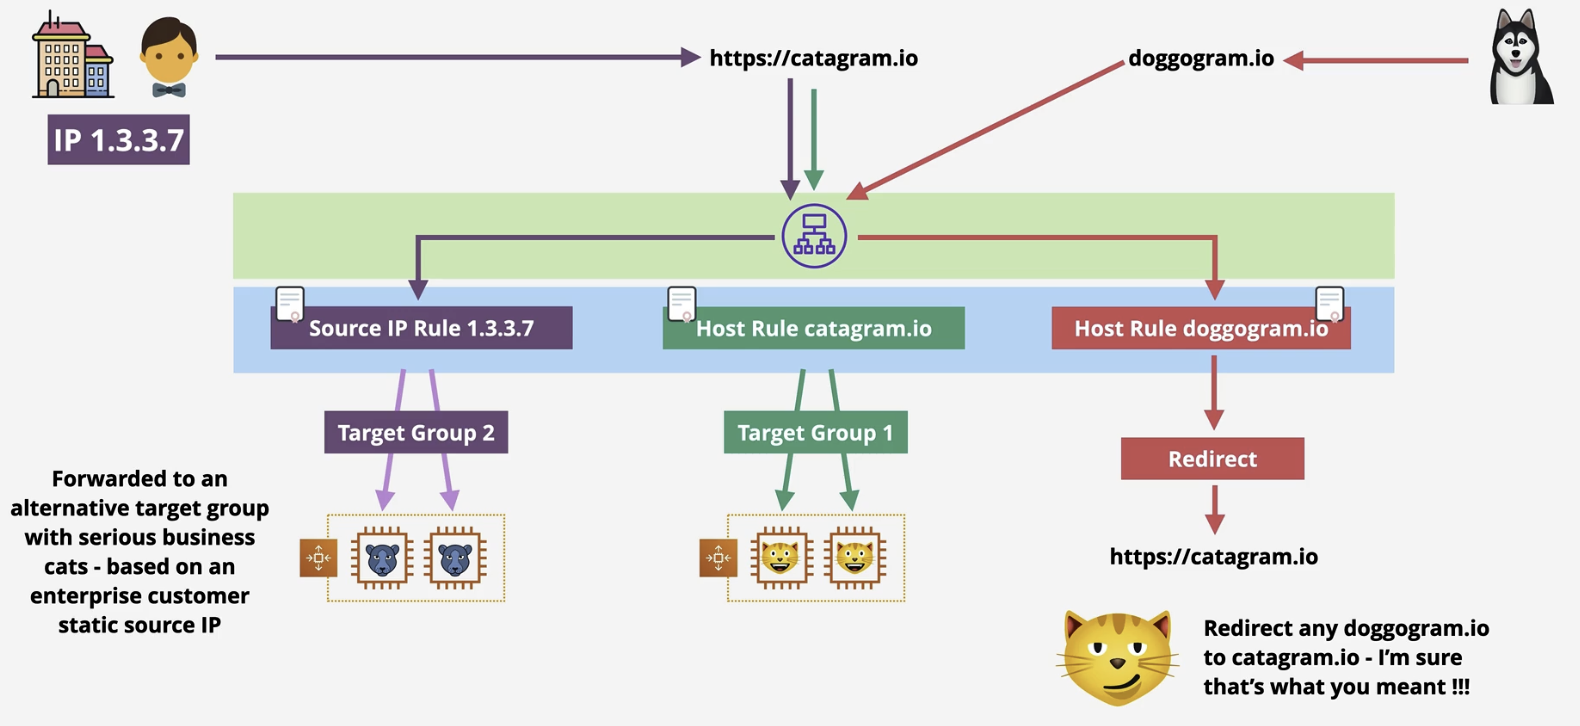 https://catagram.io
doggogram.io
IP 1.3.3.7
Source IP Rule 1.3.3.7
Host Rule catagram.io
Host Rule doggogram.io
Target Group 2
Target Group 1
Redirect
Forwarded to an
alternative target group
with serious business
cats - based on an
enterprise customer
static source IP
https://catagram.io
Redirect any doggogram.io
to catagram.io - I'm sure
that's what you meant !!!